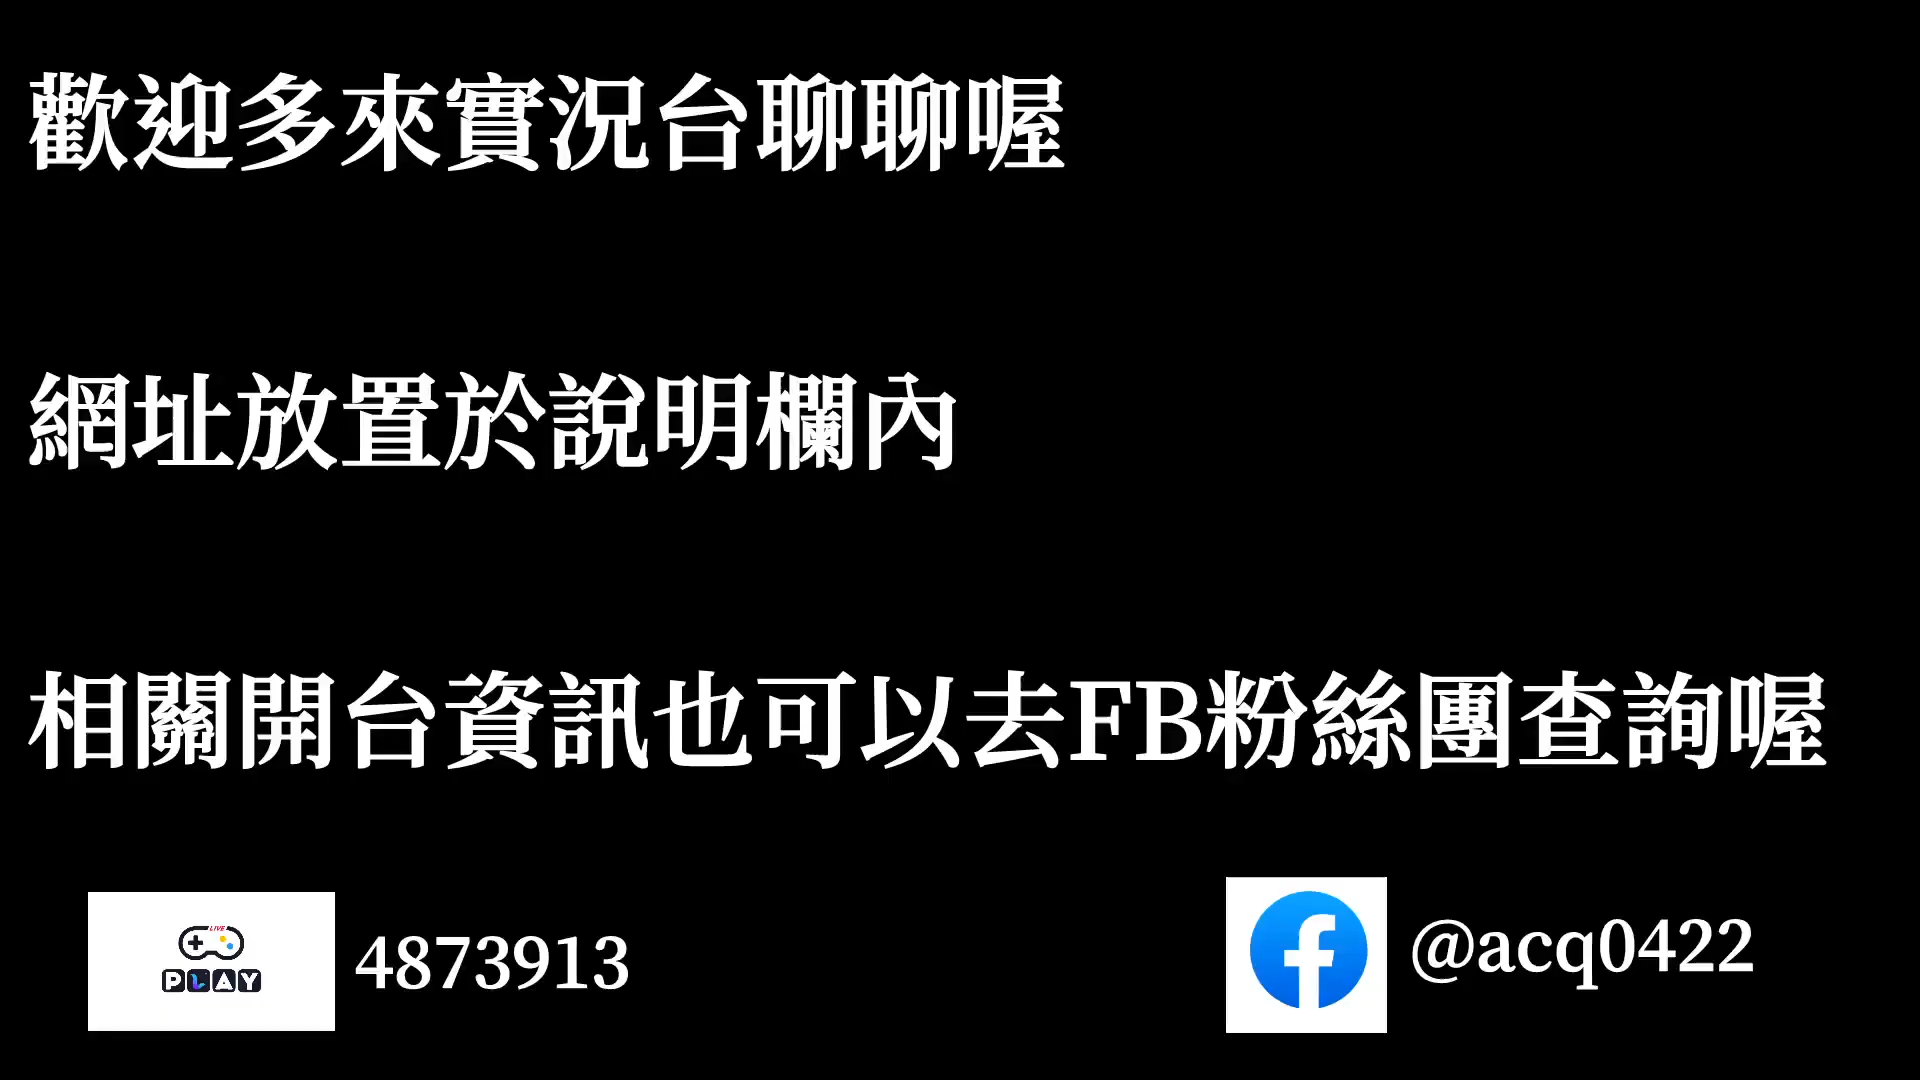 歡迎多來實況台聊聊喔
網址放置於說明欄內
相關開台資訊也可以去FB粉絲團查詢喔
LIVE
PLAY
4873913
@acq0422